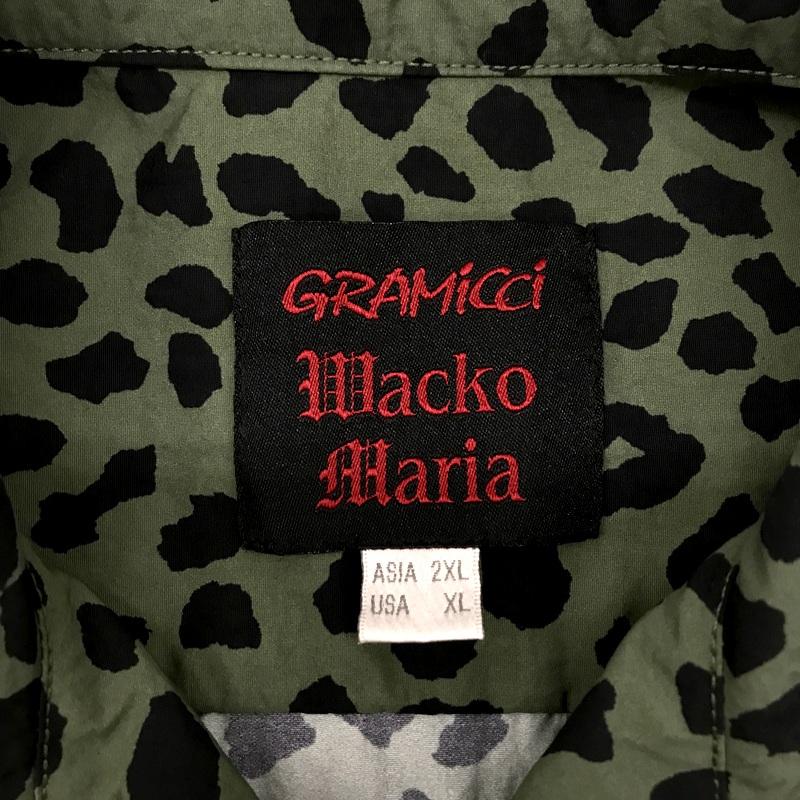 GRAMiCCi
Wacko
Maria
ASIA 2XL
USA XL